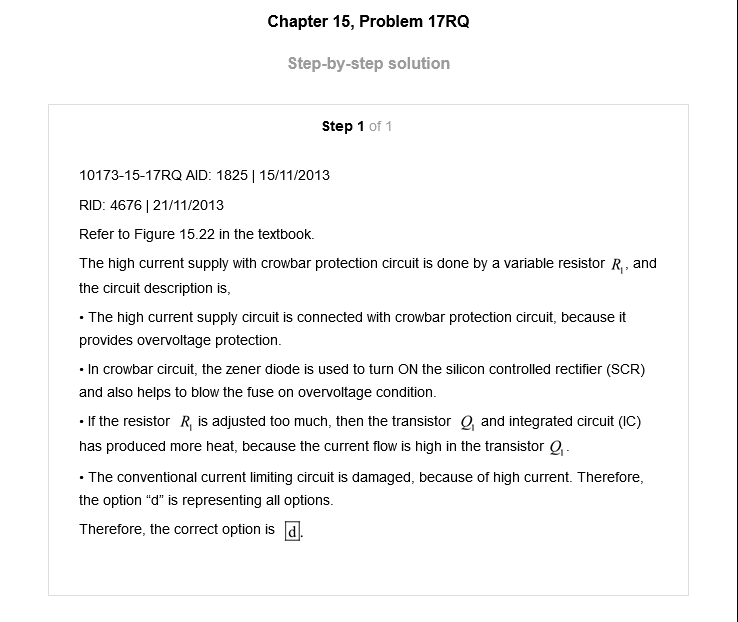 Chapter 15, Problem 17RQ
Step-by-step solution
Step 1 of 1
10173-15-17RQ AID: 1825 | 15/11/2013
RID: 4676 | 21/11/2013
Refer to Figure 15.22 in the textbook.
The high current supply with crowbar protection circuit is done by a variable resistor R₁, and
the circuit description is,
• The high current supply circuit is connected with crowbar protection circuit, because it
provides overvoltage protection.
• In crowbar circuit, the zener diode is used to turn ON the silicon controlled rectifier (SCR)
and also helps to blow the fuse on overvoltage condition.
• If the resistor R₁ is adjusted too much, then the transistor Q₁ and integrated circuit (IC)
has produced more heat, because the current flow is high in the transistor Q₁.
• The conventional current limiting circuit is damaged, because of high current. Therefore,
the option “d” is representing all options.
Therefore, the correct option is d.